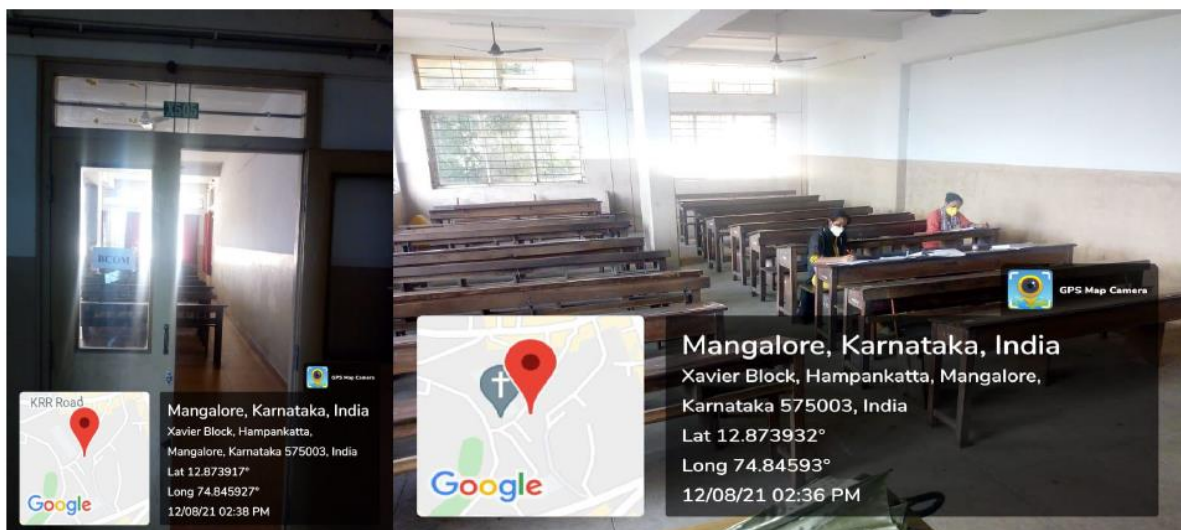 X505
BCOM
GPS Map Camera
KRR Road
Google
Mangalore, Karnataka, India
Xavier Block, Hampankatta,
Mangalore, Karnataka 575003, India
Lat 12.873917°
Long 74.845927°
12/08/21 02:38 PM
GPS Map Camera
Google
Mangalore, Karnataka, India
Xavier Block, Hampankatta, Mangalore,
Karnataka 575003, India
Lat 12.873932°
Long 74.84593°
12/08/21 02:36 PM